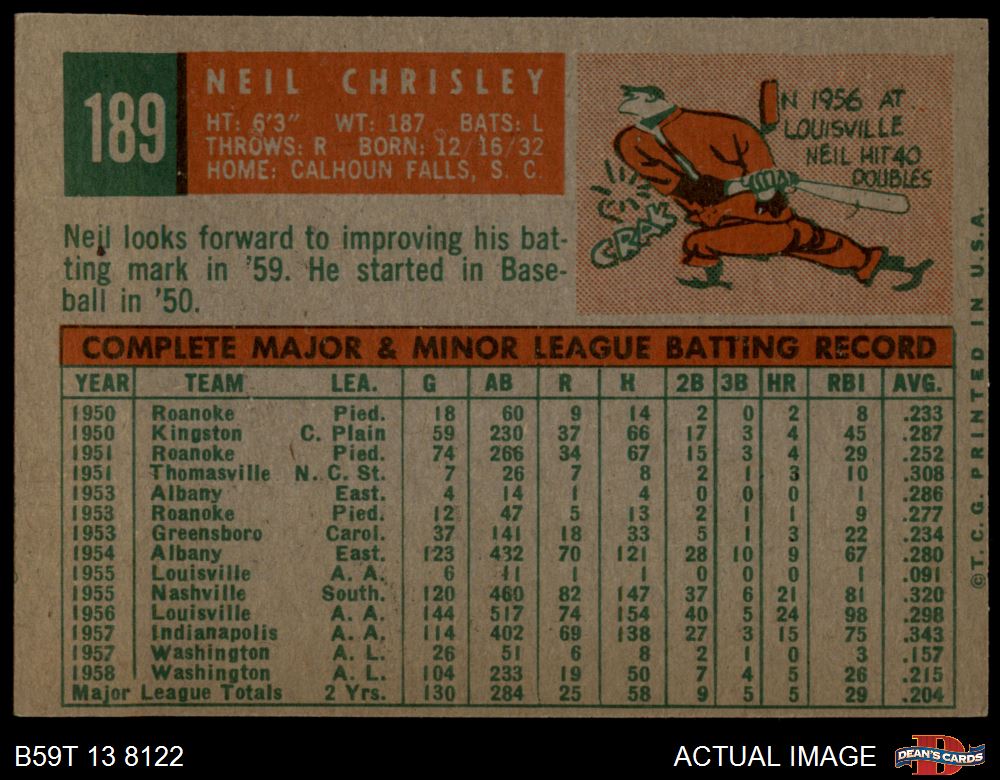 189
NEIL CHRISLEY
HT: 6'3" WT: 187 BATS: L
THROWS: R BORN: 12/16/32
HOME: CALHOUN FALLS, S. C.
IN 1956 AT
LOUISVILLE
NEIL HIT 40
DOUBLES
CRAK
Neil looks forward to improving his bat-
ting mark in '59. He started in Base-
ball in '50.
COMPLETE MAJOR & MINOR LEAGUE BATTING RECORD
YEAR TEAM LEA. G AB R H 2B 3B HR RBI AVG.
1950 Roanoke Pied. 18 60 9 14 2 0 2 8 .233
1950 Kingston C. Plain 59 230 37 66 17 3 4 45 .287
1951 Roanoke Pied. 74 266 34 67 15 3 4 29 .252
1951 Thomasville N. C. St. 7 26 7 8 2 1 3 10 .308
1953 Albany East. 4 14 1 4 0 0 0 1 .286
1953 Roanoke Pied. 12 47 5 13 2 1 1 9 .277
1953 Greensboro Carol. 37 141 18 33 5 1 3 22 .234
1954 Albany East. 123 432 70 121 28 10 9 67 .280
1955 Louisville A. A. 6 11 1 1 0 0 0 1 .091
1955 Nashville South. 120 460 82 147 37 6 21 81 .320
1956 Louisville A. A. 144 517 74 154 40 5 24 98 .298
1957 Indianapolis A. A. 114 402 69 138 27 3 15 75 .343
1957 Washington A. L. 26 51 6 8 2 1 0 3 .157
1958 Washington A. L. 104 233 19 50 7 4 5 26 .215
Major League Totals 2 Yrs. 130 284 25 58 9 5 5 29 .204
©T.C.G. PRINTED IN U.S.A.
B59T 13 8122
ACTUAL IMAGE
DEAN'S CARDS